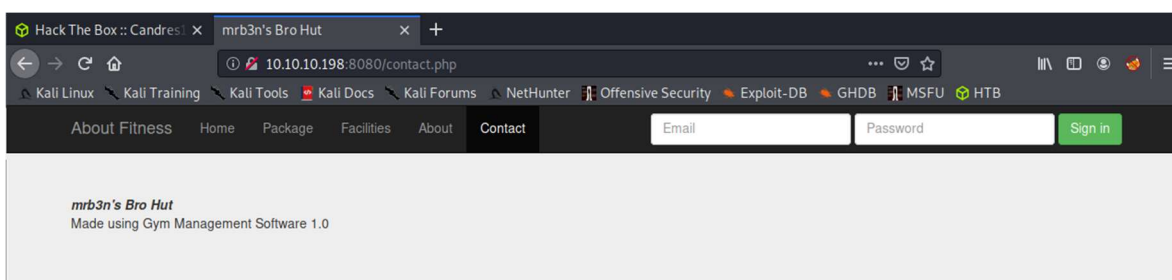 Hack The Box :: Candres1
mrb3n's Bro Hut
10.10.10.198:8080/contact.php
Kali Linux Kali Training Kali Tools Kali Docs Kali Forums NetHunter Offensive Security Exploit-DB GHDB MSFU HTB
About Fitness Home Package Facilities About Contact Email Password Sign in
mrb3n's Bro Hut
Made using Gym Management Software 1.0